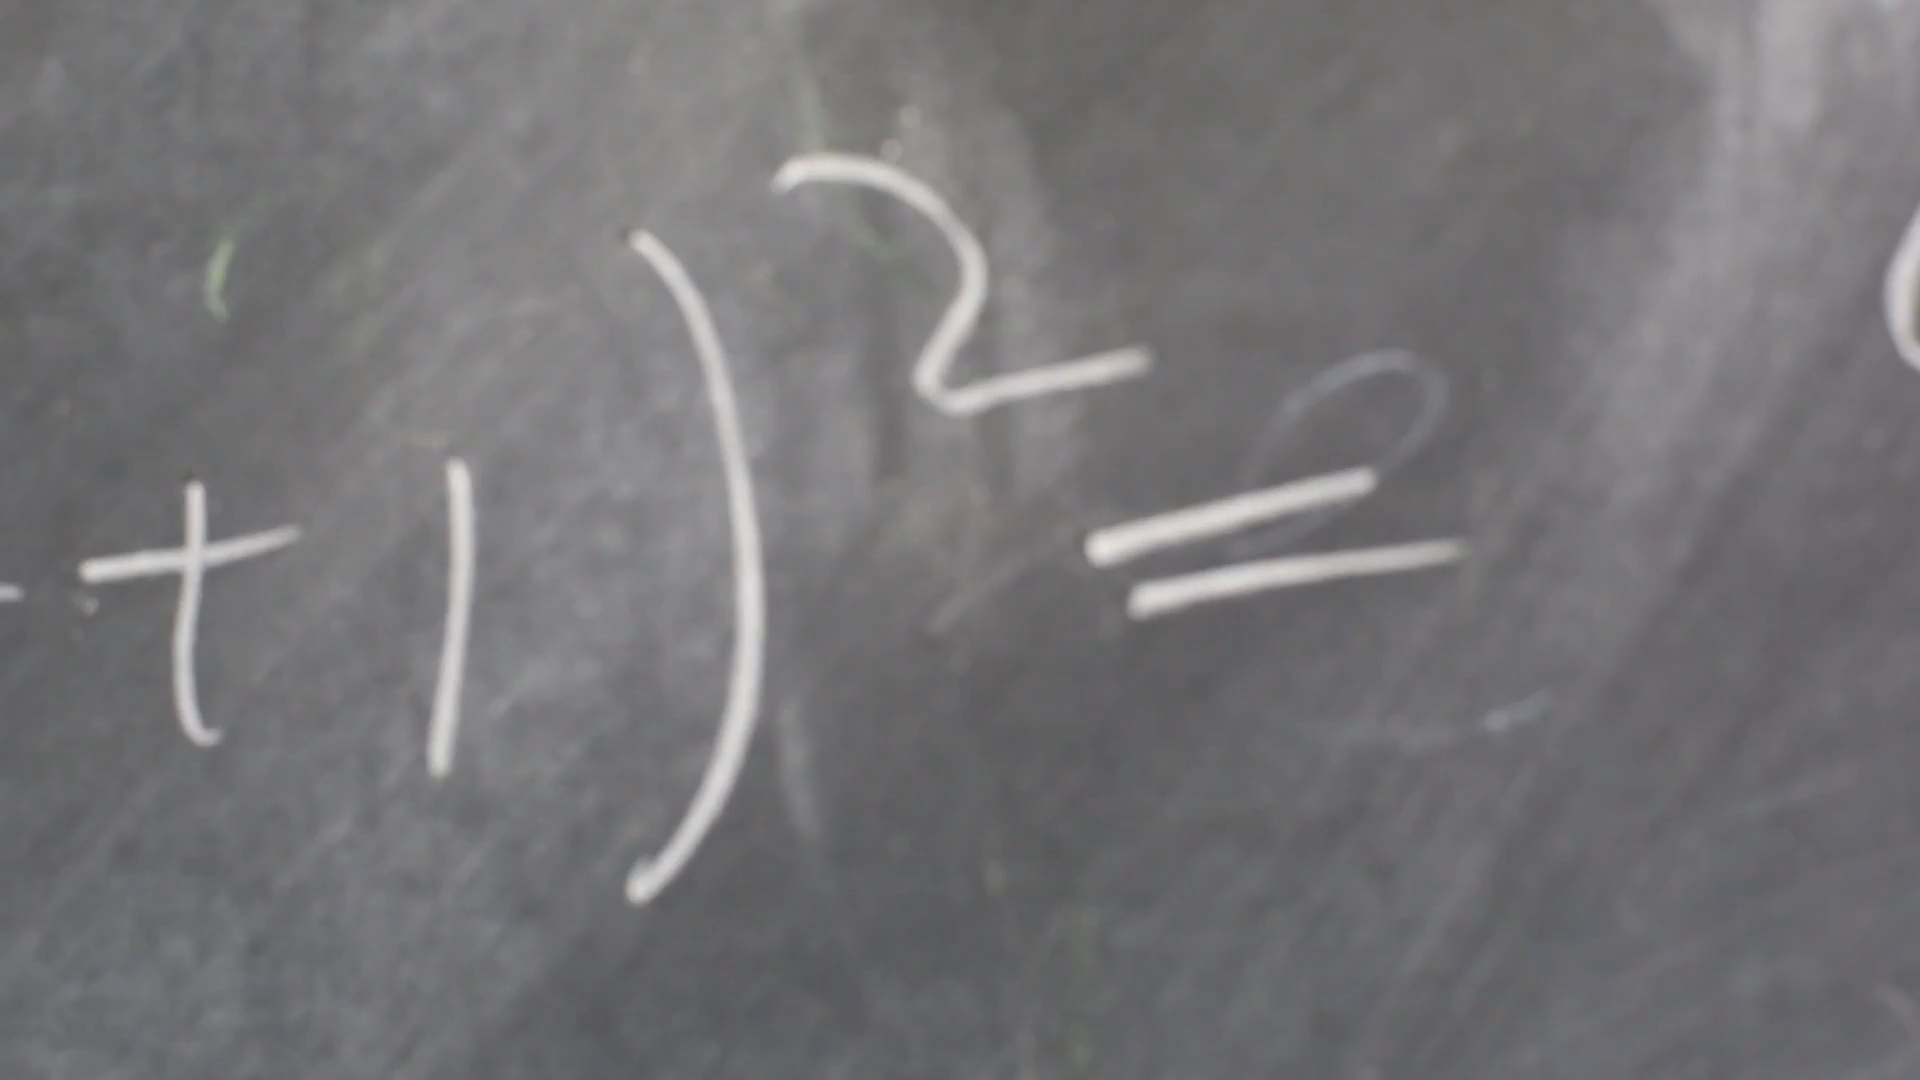 +1)² =